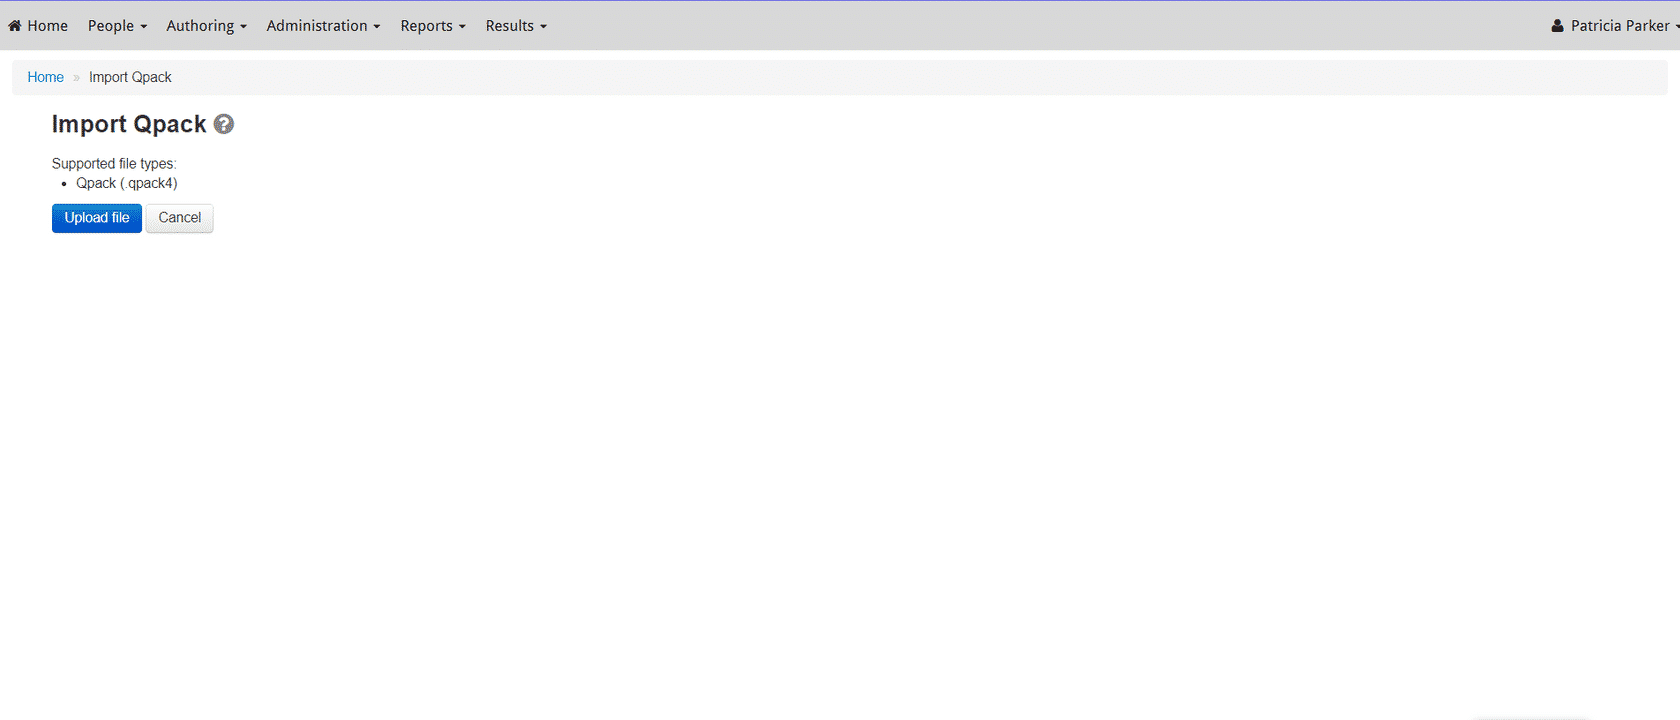 Home People Authoring Administration Reports Results Patricia Parker
Home » Import Qpack
Import Qpack ?
Supported file types:
• Qpack (.qpack4)
Upload file Cancel